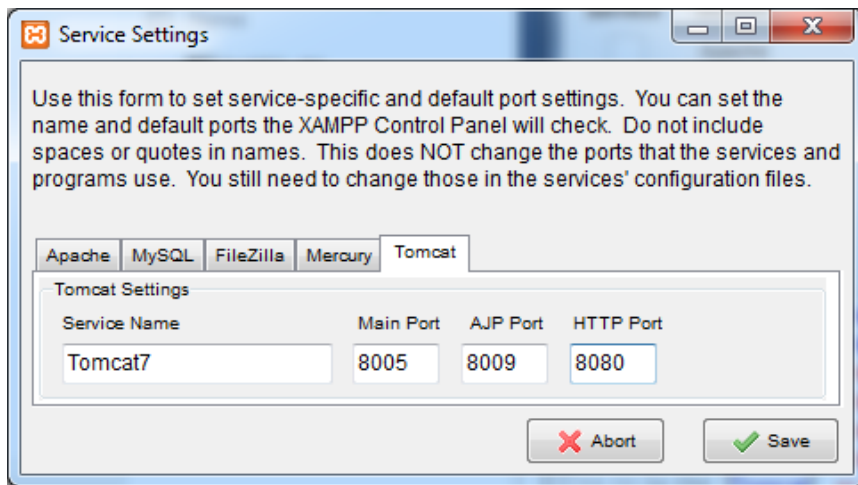 Service Settings
Use this form to set service-specific and default port settings. You can set the
name and default ports the XAMPP Control Panel will check. Do not include
spaces or quotes in names. This does NOT change the ports that the services and
programs use. You still need to change those in the services' configuration files.
Apache MySQL FileZilla Mercury Tomcat
Tomcat Settings
Service Name Main Port AJP Port HTTP Port
Tomcat7 8005 8009 8080
Abort Save